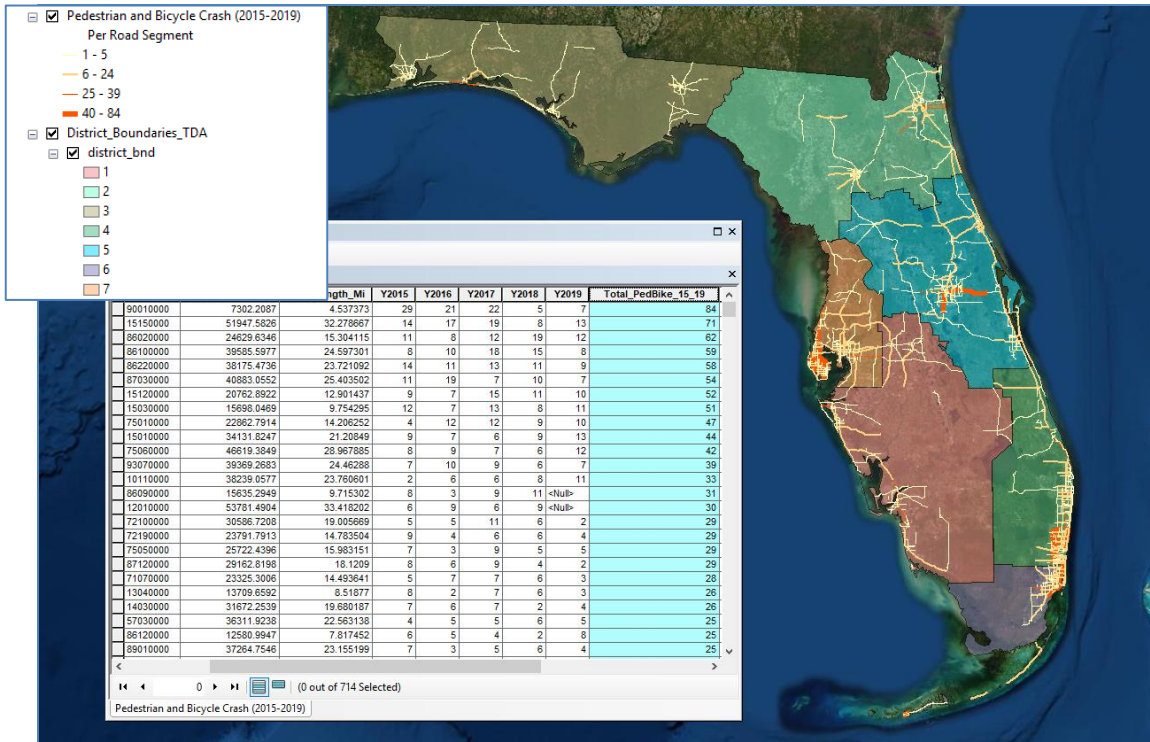 Pedestrian and Bicycle Crash (2015-2019)
Per Road Segment
1 - 5
6 - 24
25 - 39
40 - 84
District_Boundaries_TDA
district_bnd
1
2
3
4
5
6
7
ngth_Mi Y2015 Y2016 Y2017 Y2018 Y2019 Total_PedBike_15_19
90010000 7302.2087 4.537373 29 21 22 5 7 84
15150000 51947.5826 32.278667 14 17 19 8 13 71
86020000 24629.6346 15.304115 11 8 12 19 12 62
86100000 39585.5977 24.597301 8 10 18 15 8 59
86220000 38175.4736 23.721092 14 11 13 11 9 58
87030000 40883.0552 25.403502 11 19 7 10 7 54
15120000 20762.8922 12.901437 9 7 15 11 10 52
15030000 15698.0469 9.754295 12 7 13 8 11 51
75010000 22862.7914 14.206252 4 12 12 9 10 47
15010000 34131.8247 21.20849 9 7 6 9 13 44
75060000 46619.3849 28.967885 8 9 7 6 12 42
93070000 39369.2683 24.46288 7 10 9 6 7 39
10110000 38239.0577 23.760601 2 6 6 8 11 33
86090000 15635.2949 9.715302 8 3 9 11 <Null> 31
12010000 53781.4904 33.418202 6 9 6 9 <Null> 30
72100000 30586.7208 19.005669 5 5 11 6 2 29
72190000 23791.7913 14.783504 9 4 6 6 4 29
75050000 25722.4396 15.983151 7 3 9 5 5 29
87120000 29162.8198 18.1209 8 6 9 4 2 29
71070000 23325.3006 14.493641 5 7 7 6 3 28
13040000 13709.6592 8.51877 8 2 7 6 3 26
14030000 31672.2539 19.680187 7 6 7 2 4 26
57030000 36311.9238 22.563138 4 5 5 6 5 25
86120000 12580.9947 7.817452 6 5 4 2 8 25
89010000 37264.7546 23.155199 7 3 5 6 4 25
0 (0 out of 714 Selected)
Pedestrian and Bicycle Crash (2015-2019)